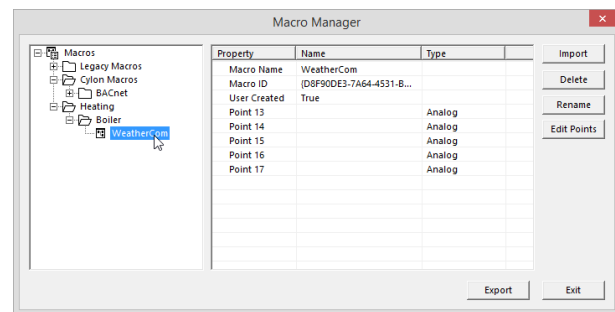 Macro Manager
Macros
Legacy Macros
Cylon Macros
BACnet
Heating
Boiler
WeatherCom
Property Name Type
Macro Name WeatherCom
Macro ID {D8F90DE3-7A64-4531-B...
User Created True
Point 13 Analog
Point 14 Analog
Point 15 Analog
Point 16 Analog
Point 17 Analog
Import
Delete
Rename
Edit Points
Export Exit